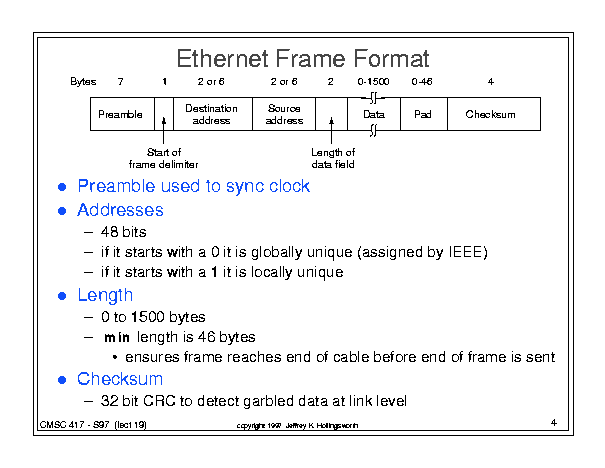 Ethernet Frame Format
Bytes 7 1 2 or 6 2 or 6 2 0-1500 0-46 4
Preamble Destination address Source address Data Pad Checksum
Start of frame delimiter
Length of data field
● Preamble used to sync clock
● Addresses
– 48 bits
– if it starts with a 0 it is globally unique (assigned by IEEE)
– if it starts with a 1 it is locally unique
● Length
– 0 to 1500 bytes
– min length is 46 bytes
• ensures frame reaches end of cable before end of frame is sent
● Checksum
– 32 bit CRC to detect garbled data at link level
CMSC 417 - S97 (lect 19) copyright 1997 Jeffrey K. Hollingsworth 4